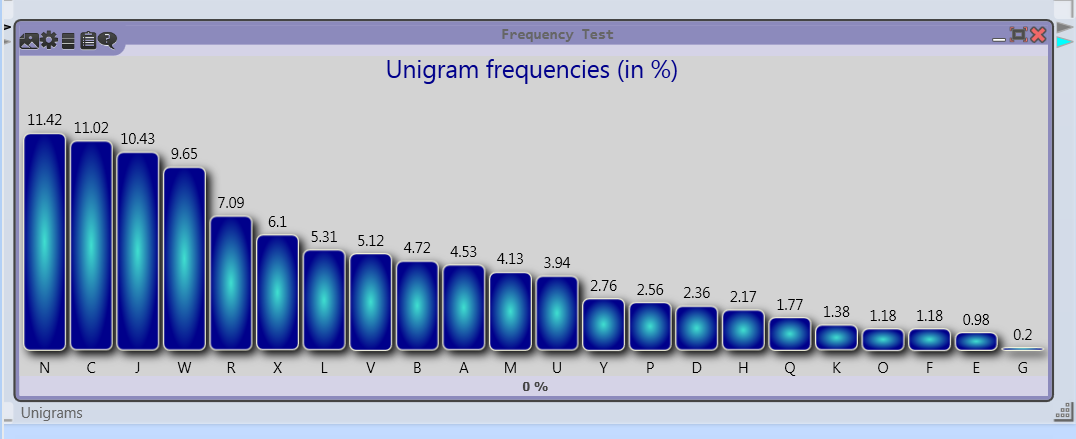 Frequency Test
Unigram frequencies (in %)
11.42 11.02 10.43 9.65 7.09 6.1 5.31 5.12 4.72 4.53 4.13 3.94 2.76 2.56 2.36 2.17 1.77 1.38 1.18 1.18 0.98 0.2
N C J W R X L V B A M U Y P D H Q K O F E G
0 %
Unigrams